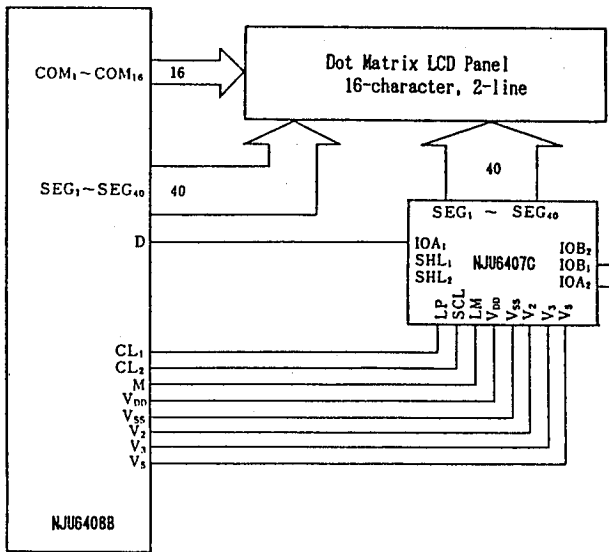 Dot Matrix LCD Panel
16-character, 2-line
COM₁~COM₁₆
16
SEG₁~SEG₄₀
40
40
SEG₁ ~ SEG₄₀
D
IOA₁
SHL₁
SHL₂
NJU6407C
IOB₂
IOB₁
IOA₂
LP
SCL
LM
V_DD
V_SS
V₂
V₃
V₅
CL₁
CL₂
M
V_DD
V_SS
V₂
V₃
V₅
NJU6408B